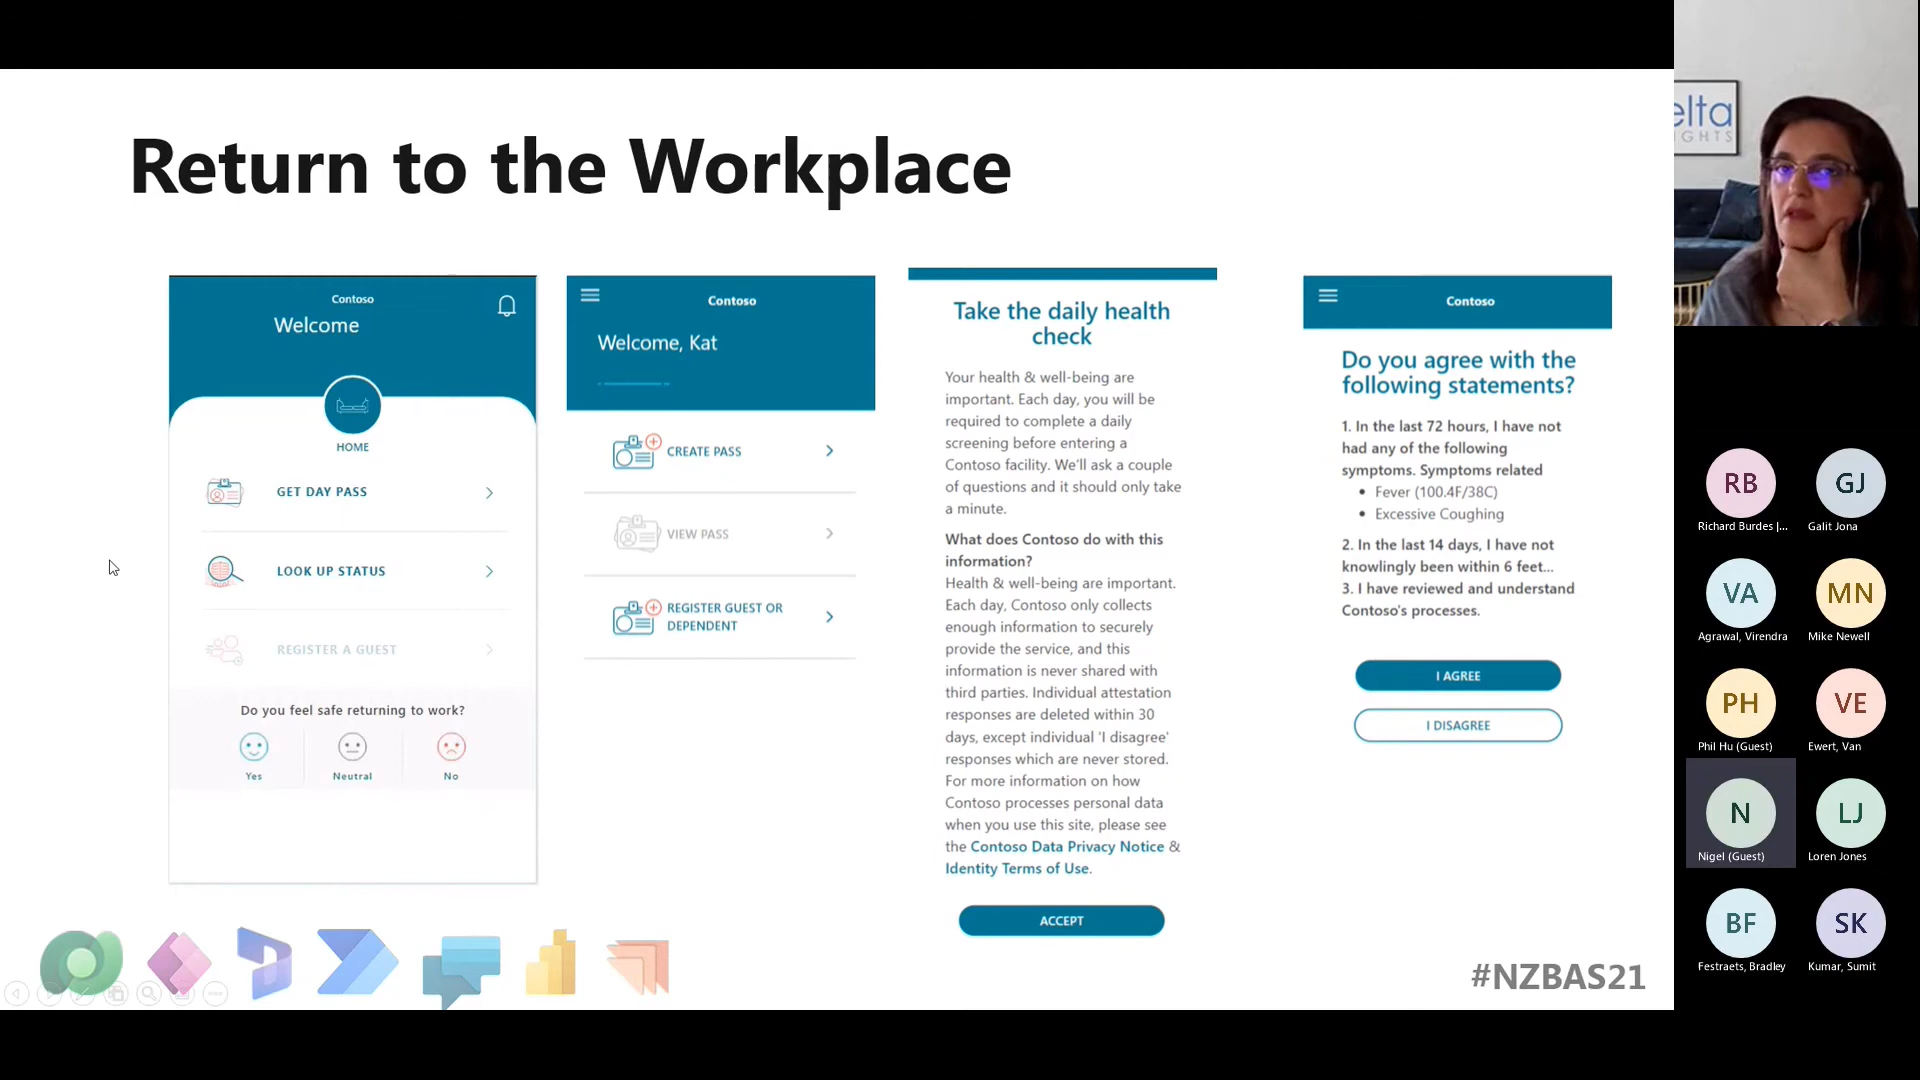 Return to the Workplace
Contoso
Welcome
HOME
GET DAY PASS
LOOK UP STATUS
REGISTER A GUEST
Do you feel safe returning to work?
Yes
Neutral
No
Contoso
Welcome, Kat
CREATE PASS
VIEW PASS
REGISTER GUEST OR
DEPENDENT
Take the daily health
check
Your health & well-being are
important. Each day, you will be
required to complete a daily
screening before entering a
Contoso facility. We'll ask a couple
of questions and it should only take
a minute.
What does Contoso do with this
information?
Health & well-being are important.
Each day, Contoso only collects
enough information to securely
provide the service, and this
information is never shared with
third parties. Individual attestation
responses are deleted within 30
days, except individual 'I disagree'
responses which are never stored.
For more information on how
Contoso processes personal data
when you use this site, please see
the Contoso Data Privacy Notice &
Identity Terms of Use.
ACCEPT
Contoso
Do you agree with the
following statements?
1. In the last 72 hours, I have not
had any of the following
symptoms. Symptoms related
• Fever (100.4F/38C)
• Excessive Coughing
2. In the last 14 days, I have not
knowlingly been within 6 feet...
3. I have reviewed and understand
Contoso's processes.
I AGREE
I DISAGREE
#NZBAS21
elta
IGHTS
RB
Richard Burdes |...
GJ
Galit Jona
VA
Agrawal, Virendra
MN
Mike Newell
PH
Phil Hu (Guest)
VE
Ewert, Van
N
Nigel (Guest)
LJ
Loren Jones
BF
Festraets, Bradley
SK
Kumar, Sumit